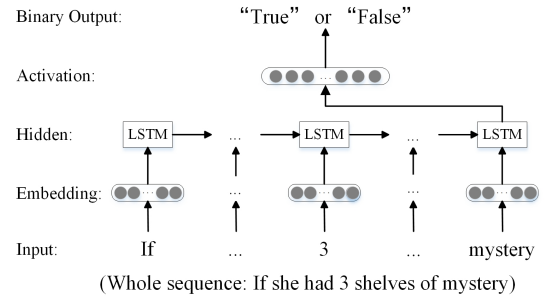 Binary Output: “True” or “False”
Activation: ...
Hidden: LSTM ... LSTM ... LSTM
Embedding: ... ... ... ... ...
Input: If ... 3 ... mystery
(Whole sequence: If she had 3 shelves of mystery)